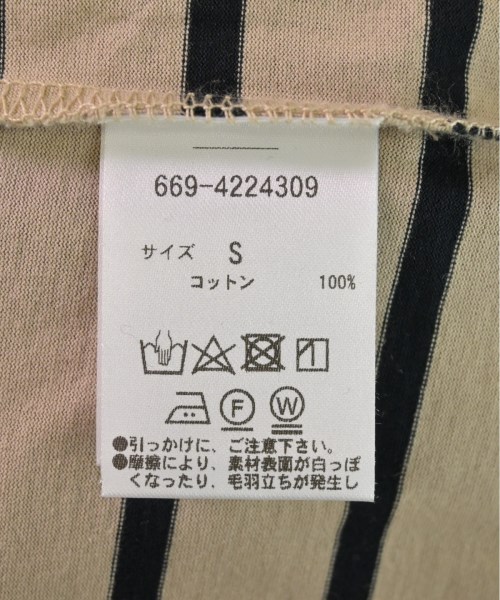 669-4224309
サイズ S
コットン 100%
F W
●引っかけに、ご注意下さい。
●摩擦により、素材表面が白っぽ
くなったり、毛羽立ちが発生し